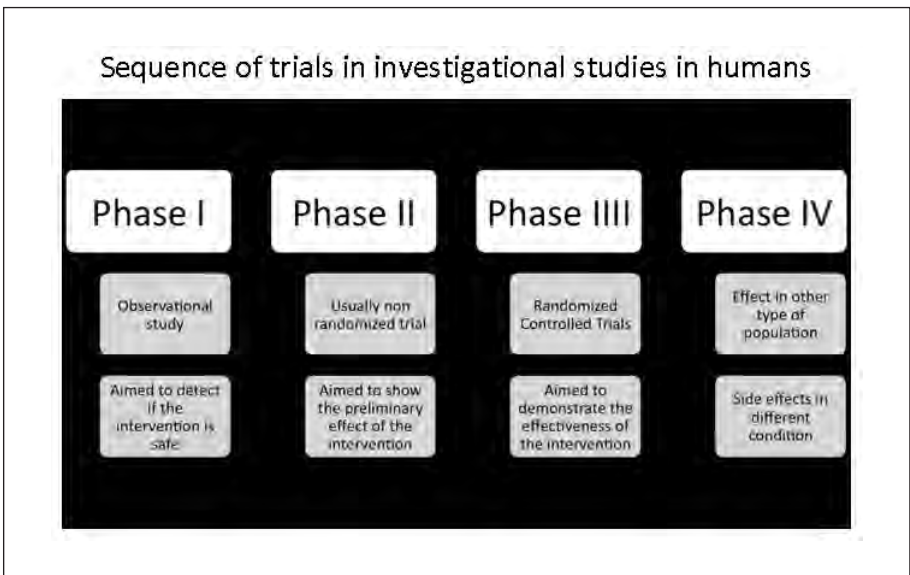 Sequence of trials in investigational studies in humans
Phase I
Phase II
Phase IIII
Phase IV
Observational
study
Usually non
randomized trial
Randomized
Controlled Trials
Effect in other
type of
population
Aimed to detect
if the
intervention is
safe
Aimed to show
the preliminary
effect of the
intervention
Aimed to
demonstrate the
effectiveness of
the intervention
Side effects in
different
condition